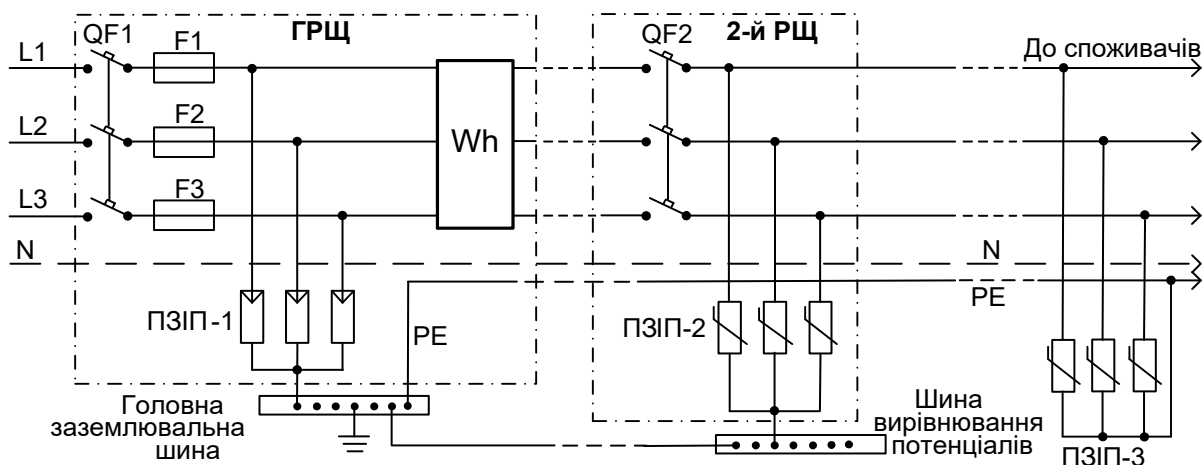 QF1
ГРЩ
QF2
2-й РЩ
До споживачів
L1
F1
L2
F2
Wh
L3
F3
N
N
PE
ПЗІП-1
PE
ПЗІП-2
Головна
заземлювальна
шина
Шина
вирівнювання
потенціалів
ПЗІП-3